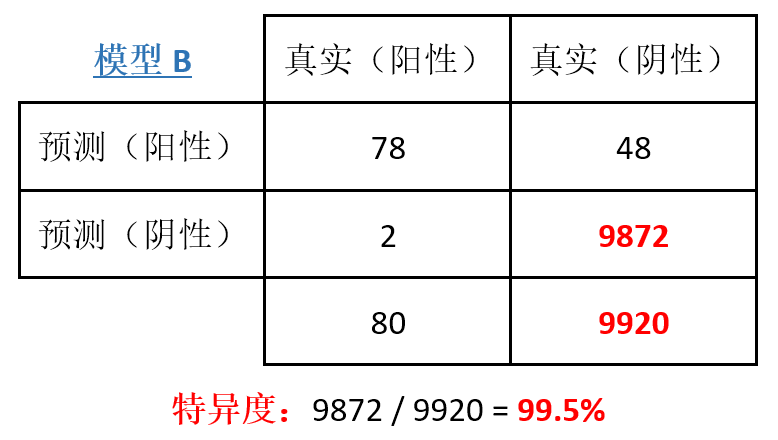 模型 B 真实（阳性） 真实（阴性）
预测（阳性） 78 48
预测（阴性） 2 9872
80 9920
特异度：9872 / 9920 = 99.5%